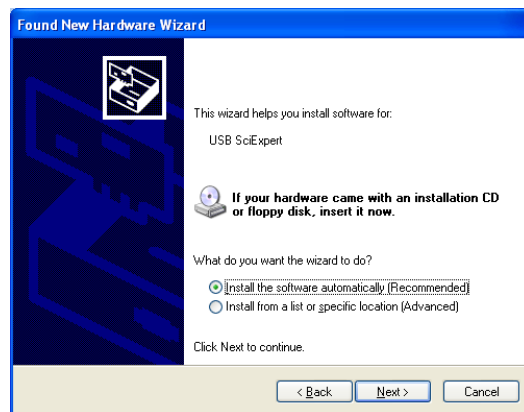 Found New Hardware Wizard
This wizard helps you install software for:
USB SciExpert
If your hardware came with an installation CD
or floppy disk, insert it now.
What do you want the wizard to do?
Install the software automatically (Recommended)
Install from a list or specific location (Advanced)
Click Next to continue.
< Back Next > Cancel